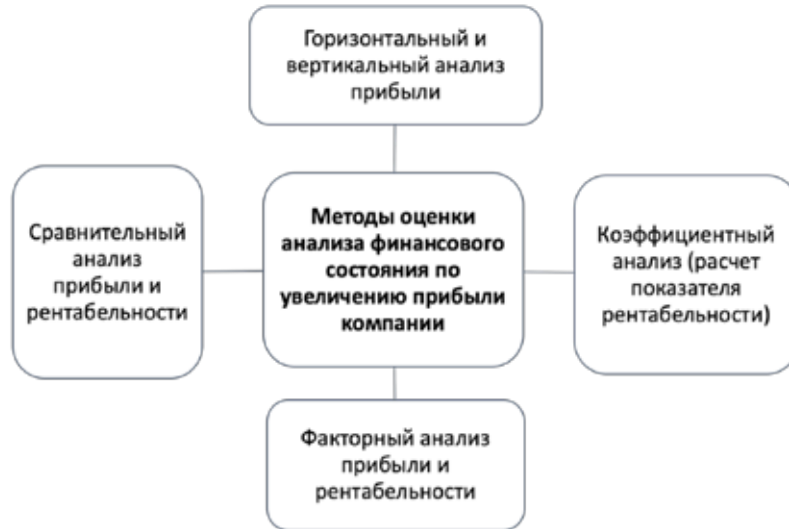 Горизонтальный и
вертикальный анализ
прибыли
Сравнительный
анализ
прибыли и
рентабельности
Методы оценки
анализа финансового
состояния по
увеличению прибыли
компании
Коэффициентный
анализ (расчет
показателя
рентабельности)
Факторный анализ
прибыли и
рентабельности